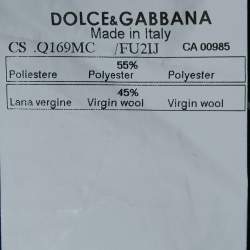 DOLCE&GABBANA
Made in Italy
CS .Q169MC /FU2IJ CA 00985
55%
Poliestere Polyester Polyester
45%
Lana vergine Virgin wool Virgin wool